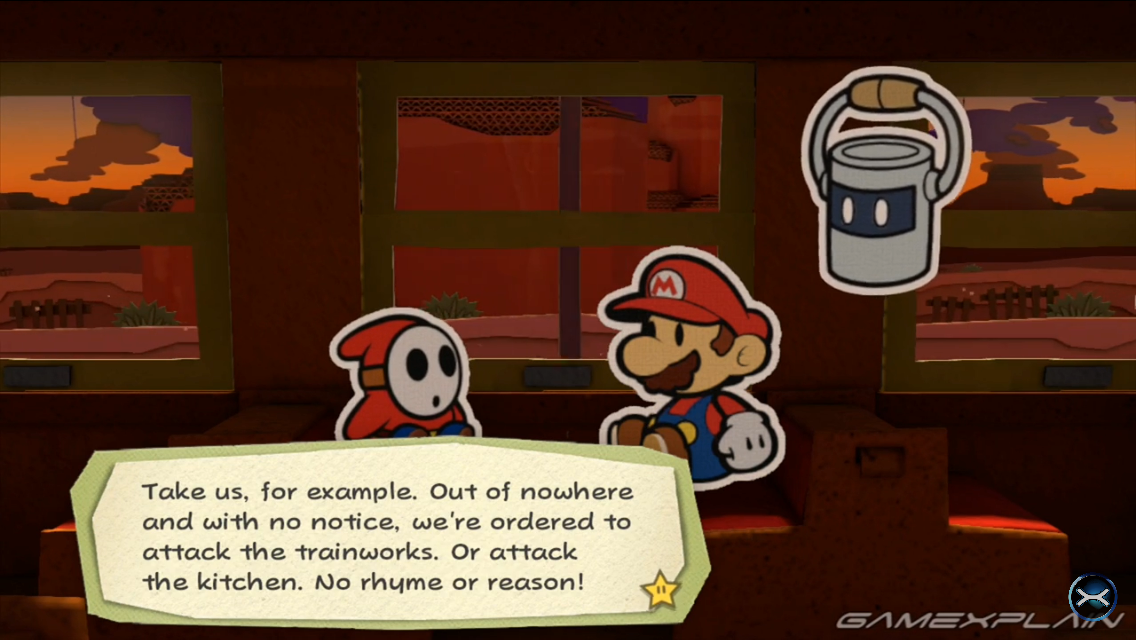 M
Take us, for example. Out of nowhere
and with no notice, we're ordered to
attack the trainworks. Or attack
the kitchen. No rhyme or reason!
GAMEXPLAIN